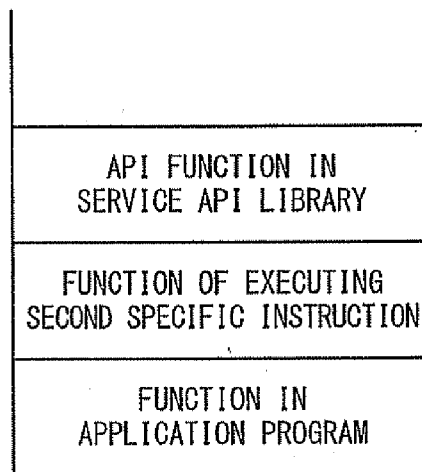 API FUNCTION IN
SERVICE API LIBRARY
FUNCTION OF EXECUTING
SECOND SPECIFIC INSTRUCTION
FUNCTION IN
APPLICATION PROGRAM